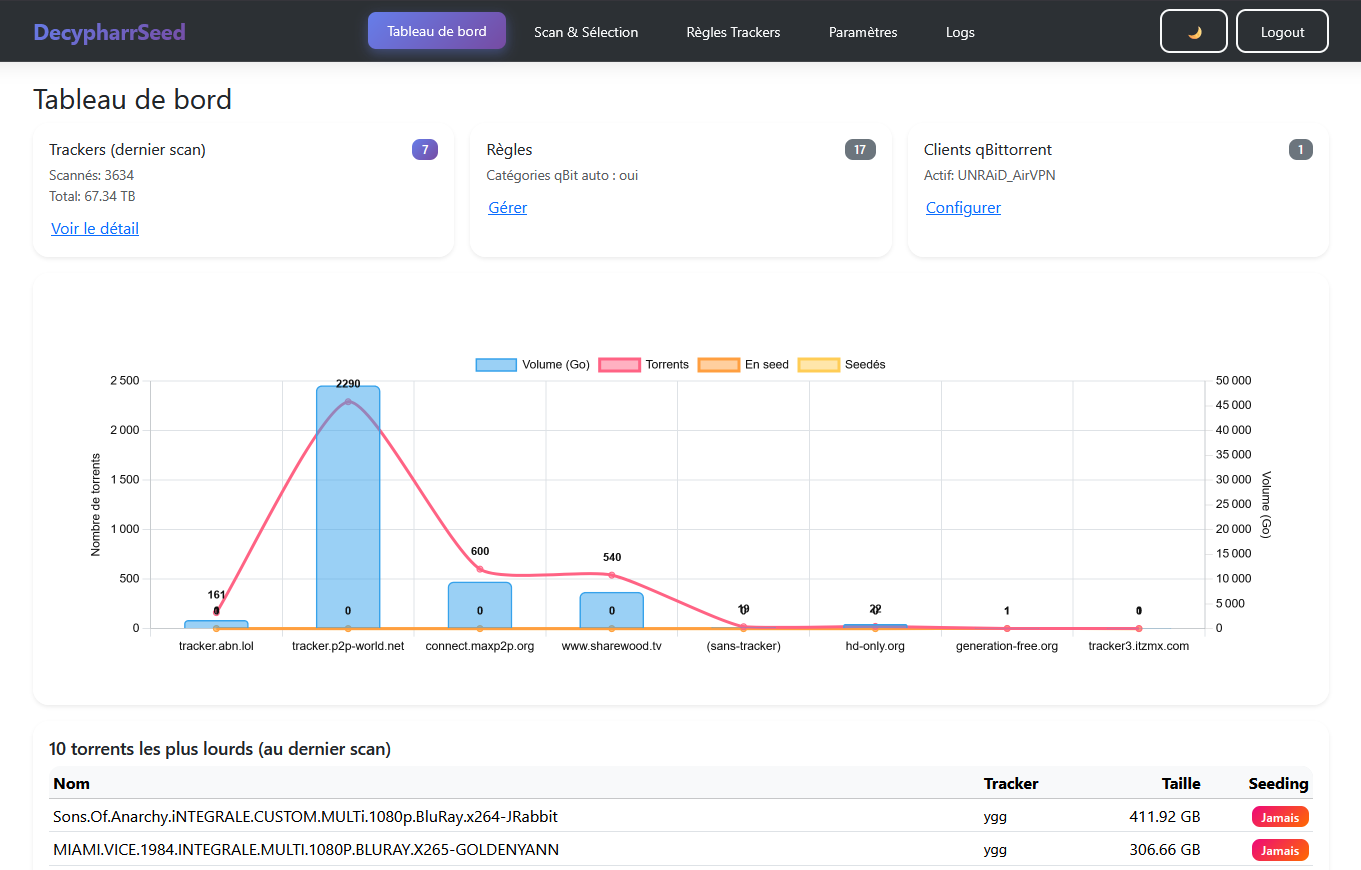 DecypharrSeed
Tableau de bord
Scan & Sélection
Règles Trackers
Paramètres
Logs
Logout
Tableau de bord
Trackers (dernier scan) 7
Scannés: 3634
Total: 67.34 TB
Voir le détail
Règles 17
Catégories qBit auto : oui
Gérer
Clients qBittorrent 1
Actif: UNRAiD_AirVPN
Configurer
Volume (Go) Torrents En seed Seedés
Nombre de torrents
2 500
2 000
1 500
1 000
500
0
161
2290 0
600 0
540 0
19
22
1
50 000
45 000
40 000
35 000
30 000
25 000
20 000
15 000
10 000
5 000
0
Volume (Go)
tracker.abn.lol tracker.p2p-world.net connect.maxp2p.org www.sharewood.tv (sans-tracker) hd-only.org generation-free.org tracker3.itzmx.com
10 torrents les plus lourds (au dernier scan)
Nom Tracker Taille Seeding
Sons.Of.Anarchy.iNTEGRALE.CUSTOM.MULTi.1080p.BluRay.x264-JRabbit ygg 411.92 GB Jamais
MIAMI.VICE.1984.INTEGRALE.MULTI.1080P.BLURAY.X265-GOLDENYANN ygg 306.66 GB Jamais